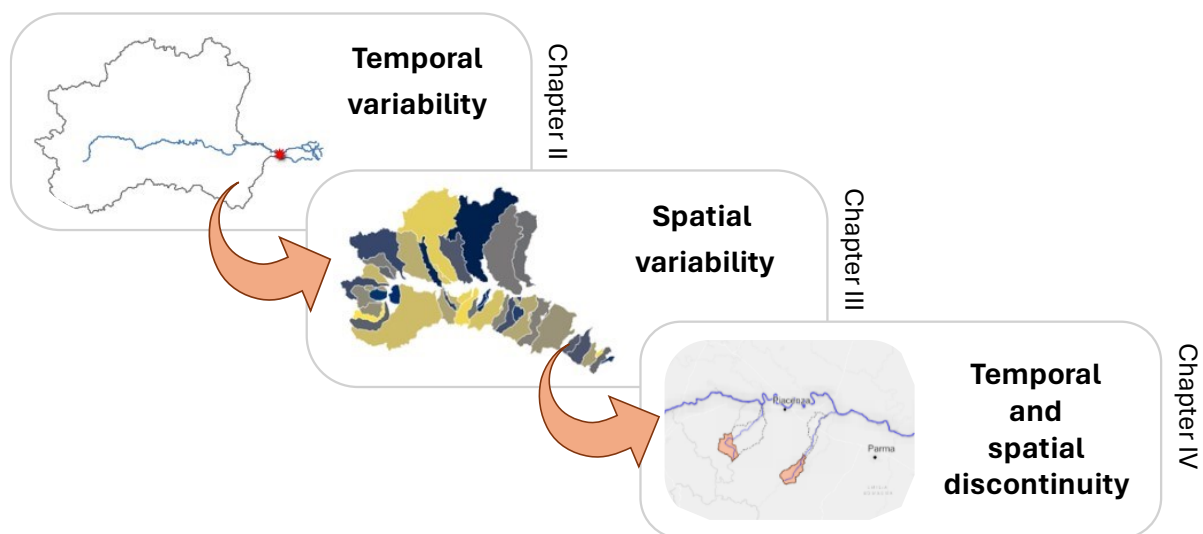 Temporal
variability
Chapter II
Spatial
variability
Chapter III
Piacenza
Parma
Temporal
and
spatial
discontinuity
Chapter IV